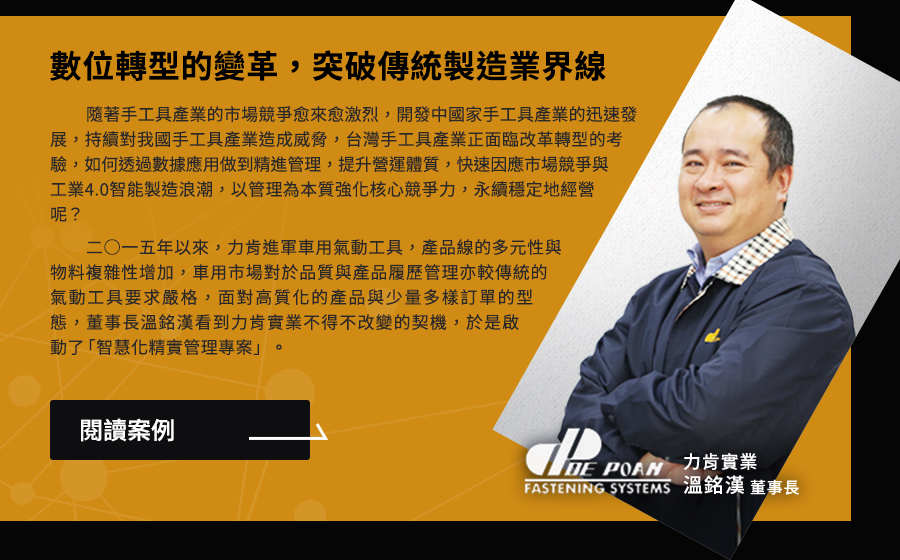 數位轉型的變革，突破傳統製造業界線
隨著手工具產業的市場競爭愈來愈激烈，開發中國家手工具產業的迅速發
展，持續對我國手工具產業造成威脅，台灣手工具產業正面臨改革轉型的考
驗，如何透過數據應用做到精進管理，提升營運體質，快速因應市場競爭與
工業4.0智能製造浪潮，以管理為本質強化核心競爭力，永續穩定地經營
呢？
二〇一五年以來，力肯進軍車用氣動工具，產品線的多元性與
物料複雜性增加，車用市場對於品質與產品履歷管理亦較傳統的
氣動工具要求嚴格，面對高質化的產品與少量多樣訂單的型
態，董事長溫銘漢看到力肯實業不得不改變的契機，於是啟
動了「智慧化精實管理專案」。
閱讀案例
DE POAN
FASTENING SYSTEMS
力肯實業
溫銘漢 董事長